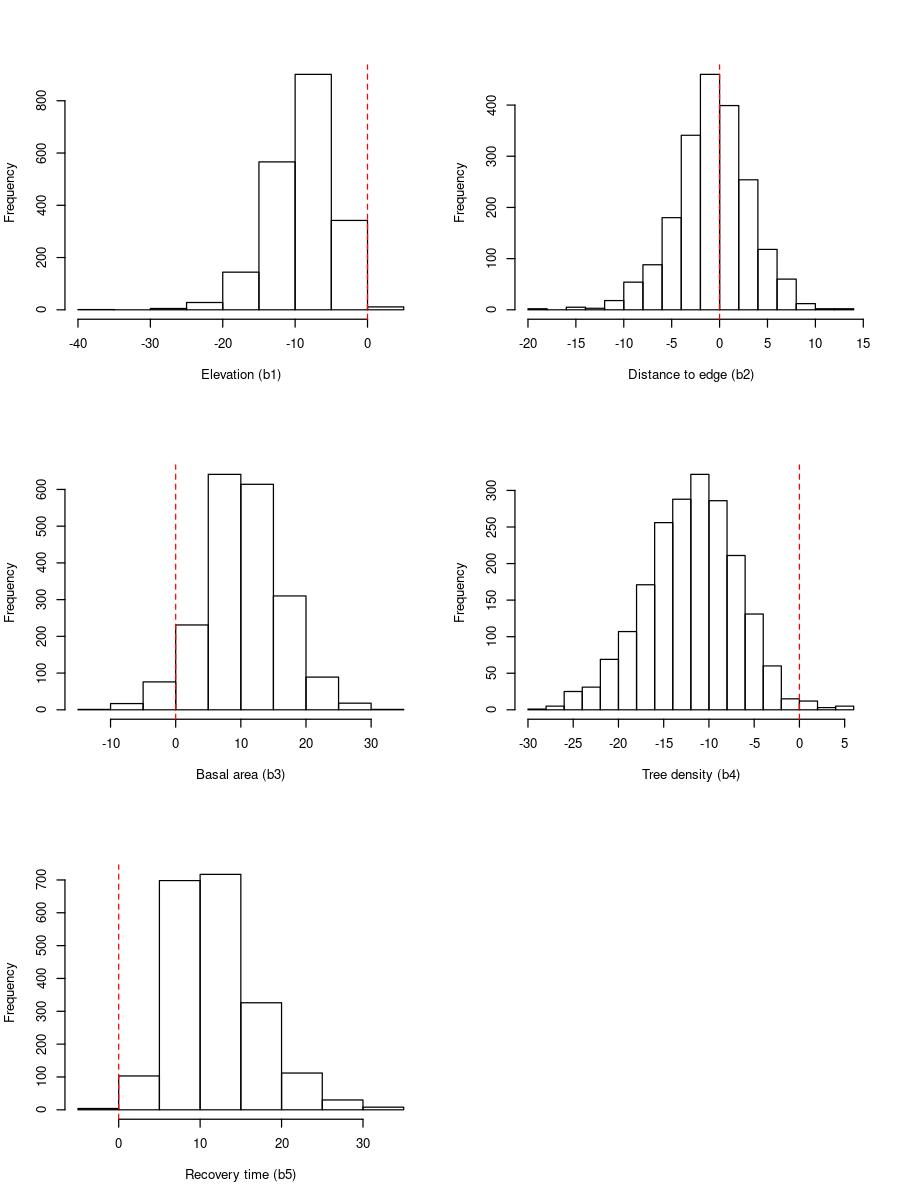 Frequency
800
600
400
200
0
-40 -30 -20 -10 0
Elevation (b1)
Frequency
400
300
200
100
0
-20 -15 -10 -5 0 5 10 15
Distance to edge (b2)
Frequency
600
500
400
300
200
100
0
-10 0 10 20 30
Basal area (b3)
Frequency
300
250
200
150
100
50
0
-30 -25 -20 -15 -10 -5 0 5
Tree density (b4)
Frequency
700
600
500
400
300
200
100
0
0 10 20 30
Recovery time (b5)